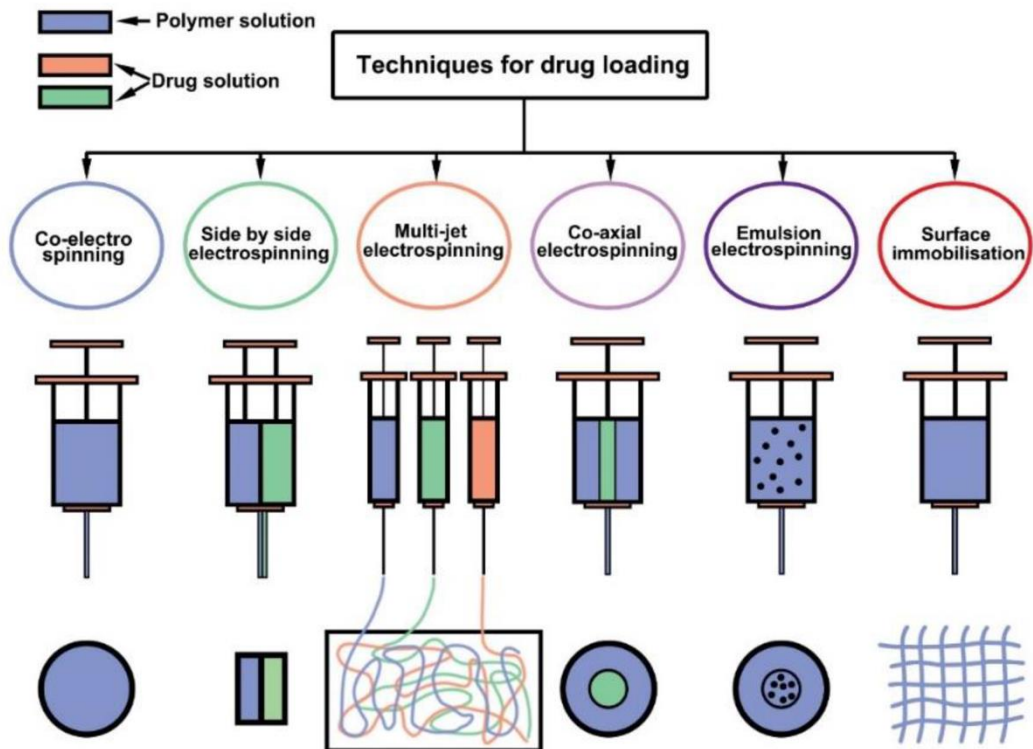 Polymer solution
Drug solution
Techniques for drug loading
Co-electro
spinning
Side by side
electrospinning
Multi-jet
electrospinning
Co-axial
electrospinning
Emulsion
electrospinning
Surface
immobilisation